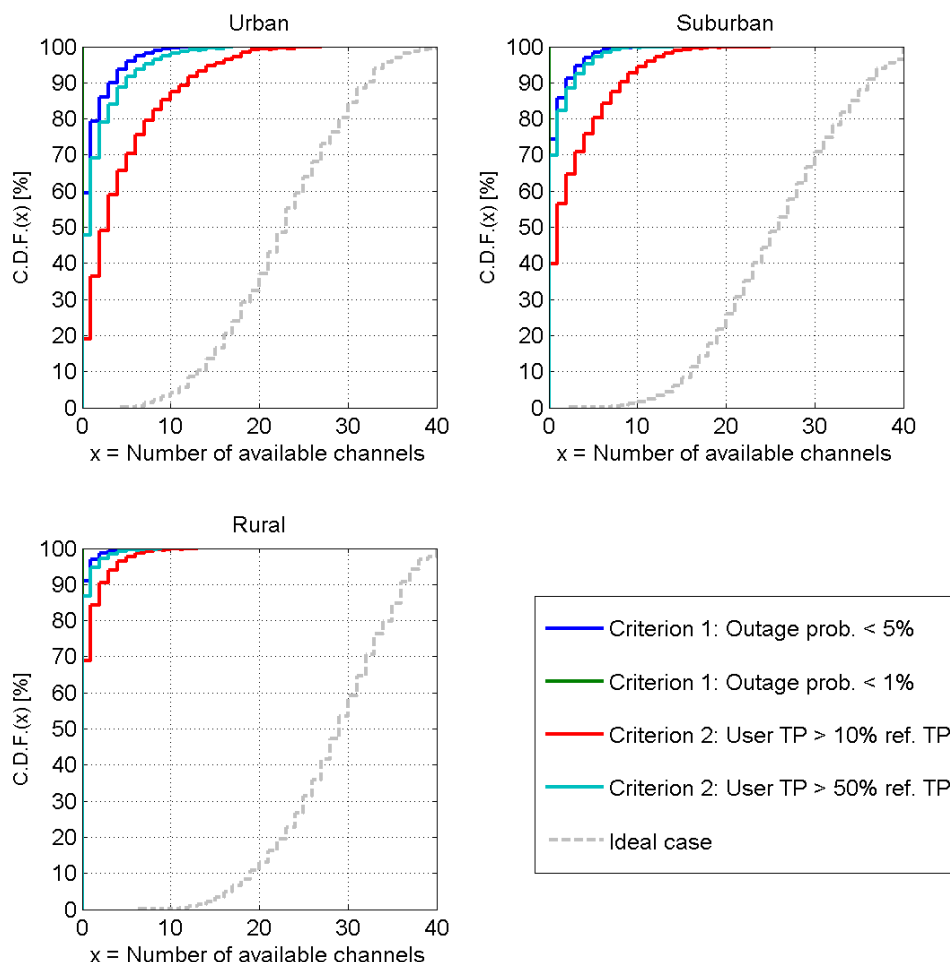 Urban
100
90
80
70
60
50
40
30
20
10
0
C.D.F.(x) [%]
0 10 20 30 40
x = Number of available channels
Suburban
100
90
80
70
60
50
40
30
20
10
0
C.D.F.(x) [%]
0 10 20 30 40
x = Number of available channels
Rural
100
90
80
70
60
50
40
30
20
10
0
C.D.F.(x) [%]
0 10 20 30 40
x = Number of available channels
Criterion 1: Outage prob. < 5%
Criterion 1: Outage prob. < 1%
Criterion 2: User TP > 10% ref. TP
Criterion 2: User TP > 50% ref. TP
Ideal case